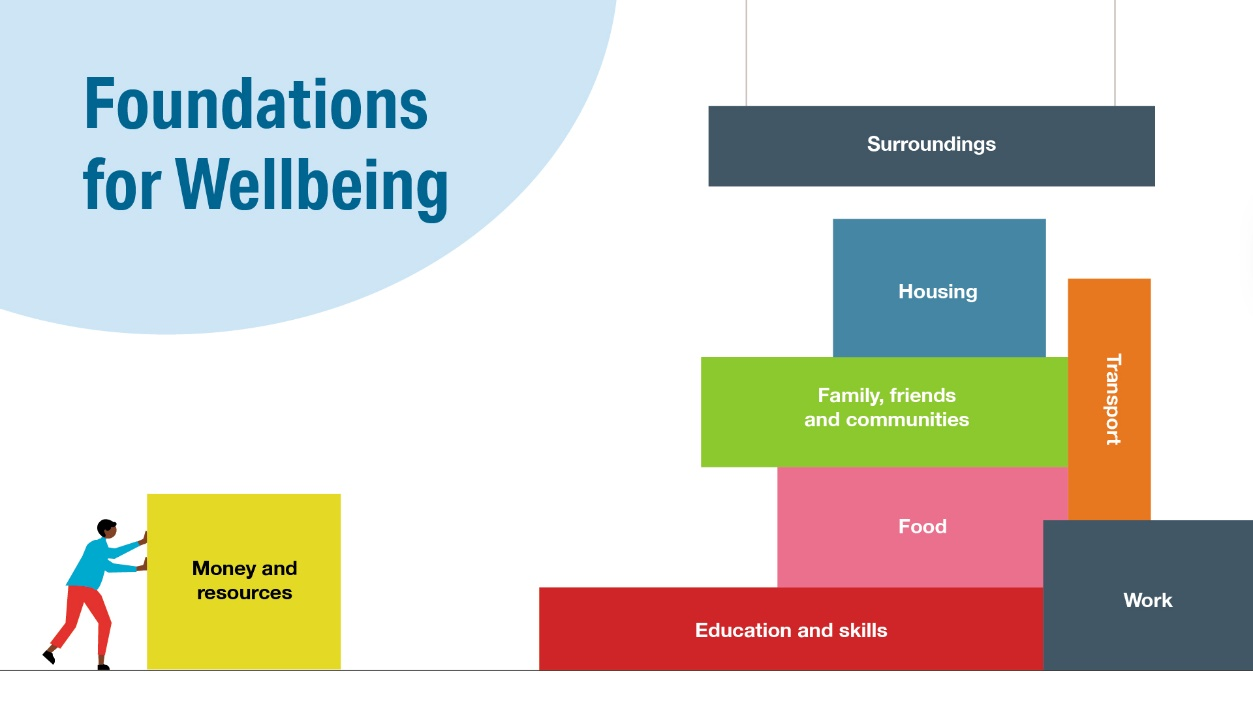 Foundations
for Wellbeing
Surroundings
Housing
Transport
Family, friends
and communities
Food
Money and
resources
Work
Education and skills